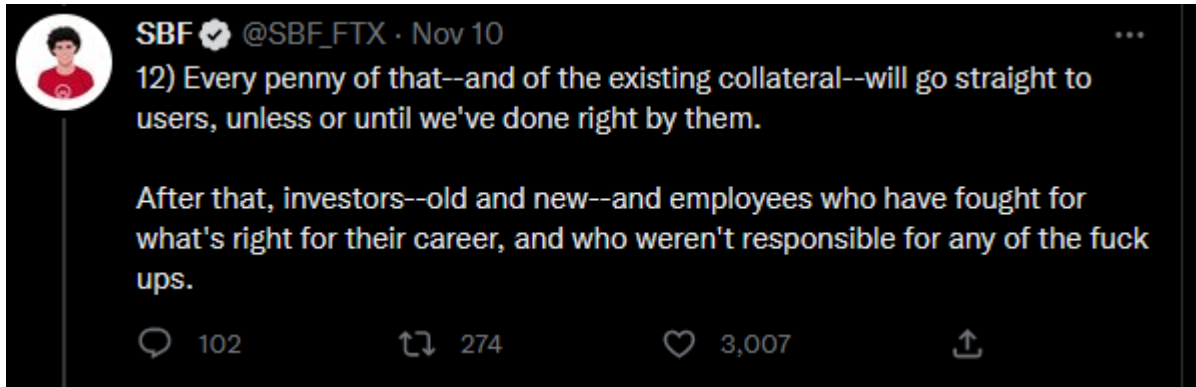 SBF @SBF_FTX · Nov 10
12) Every penny of that--and of the existing collateral--will go straight to
users, unless or until we've done right by them.
After that, investors--old and new--and employees who have fought for
what's right for their career, and who weren't responsible for any of the fuck
ups.
102 274 3,007